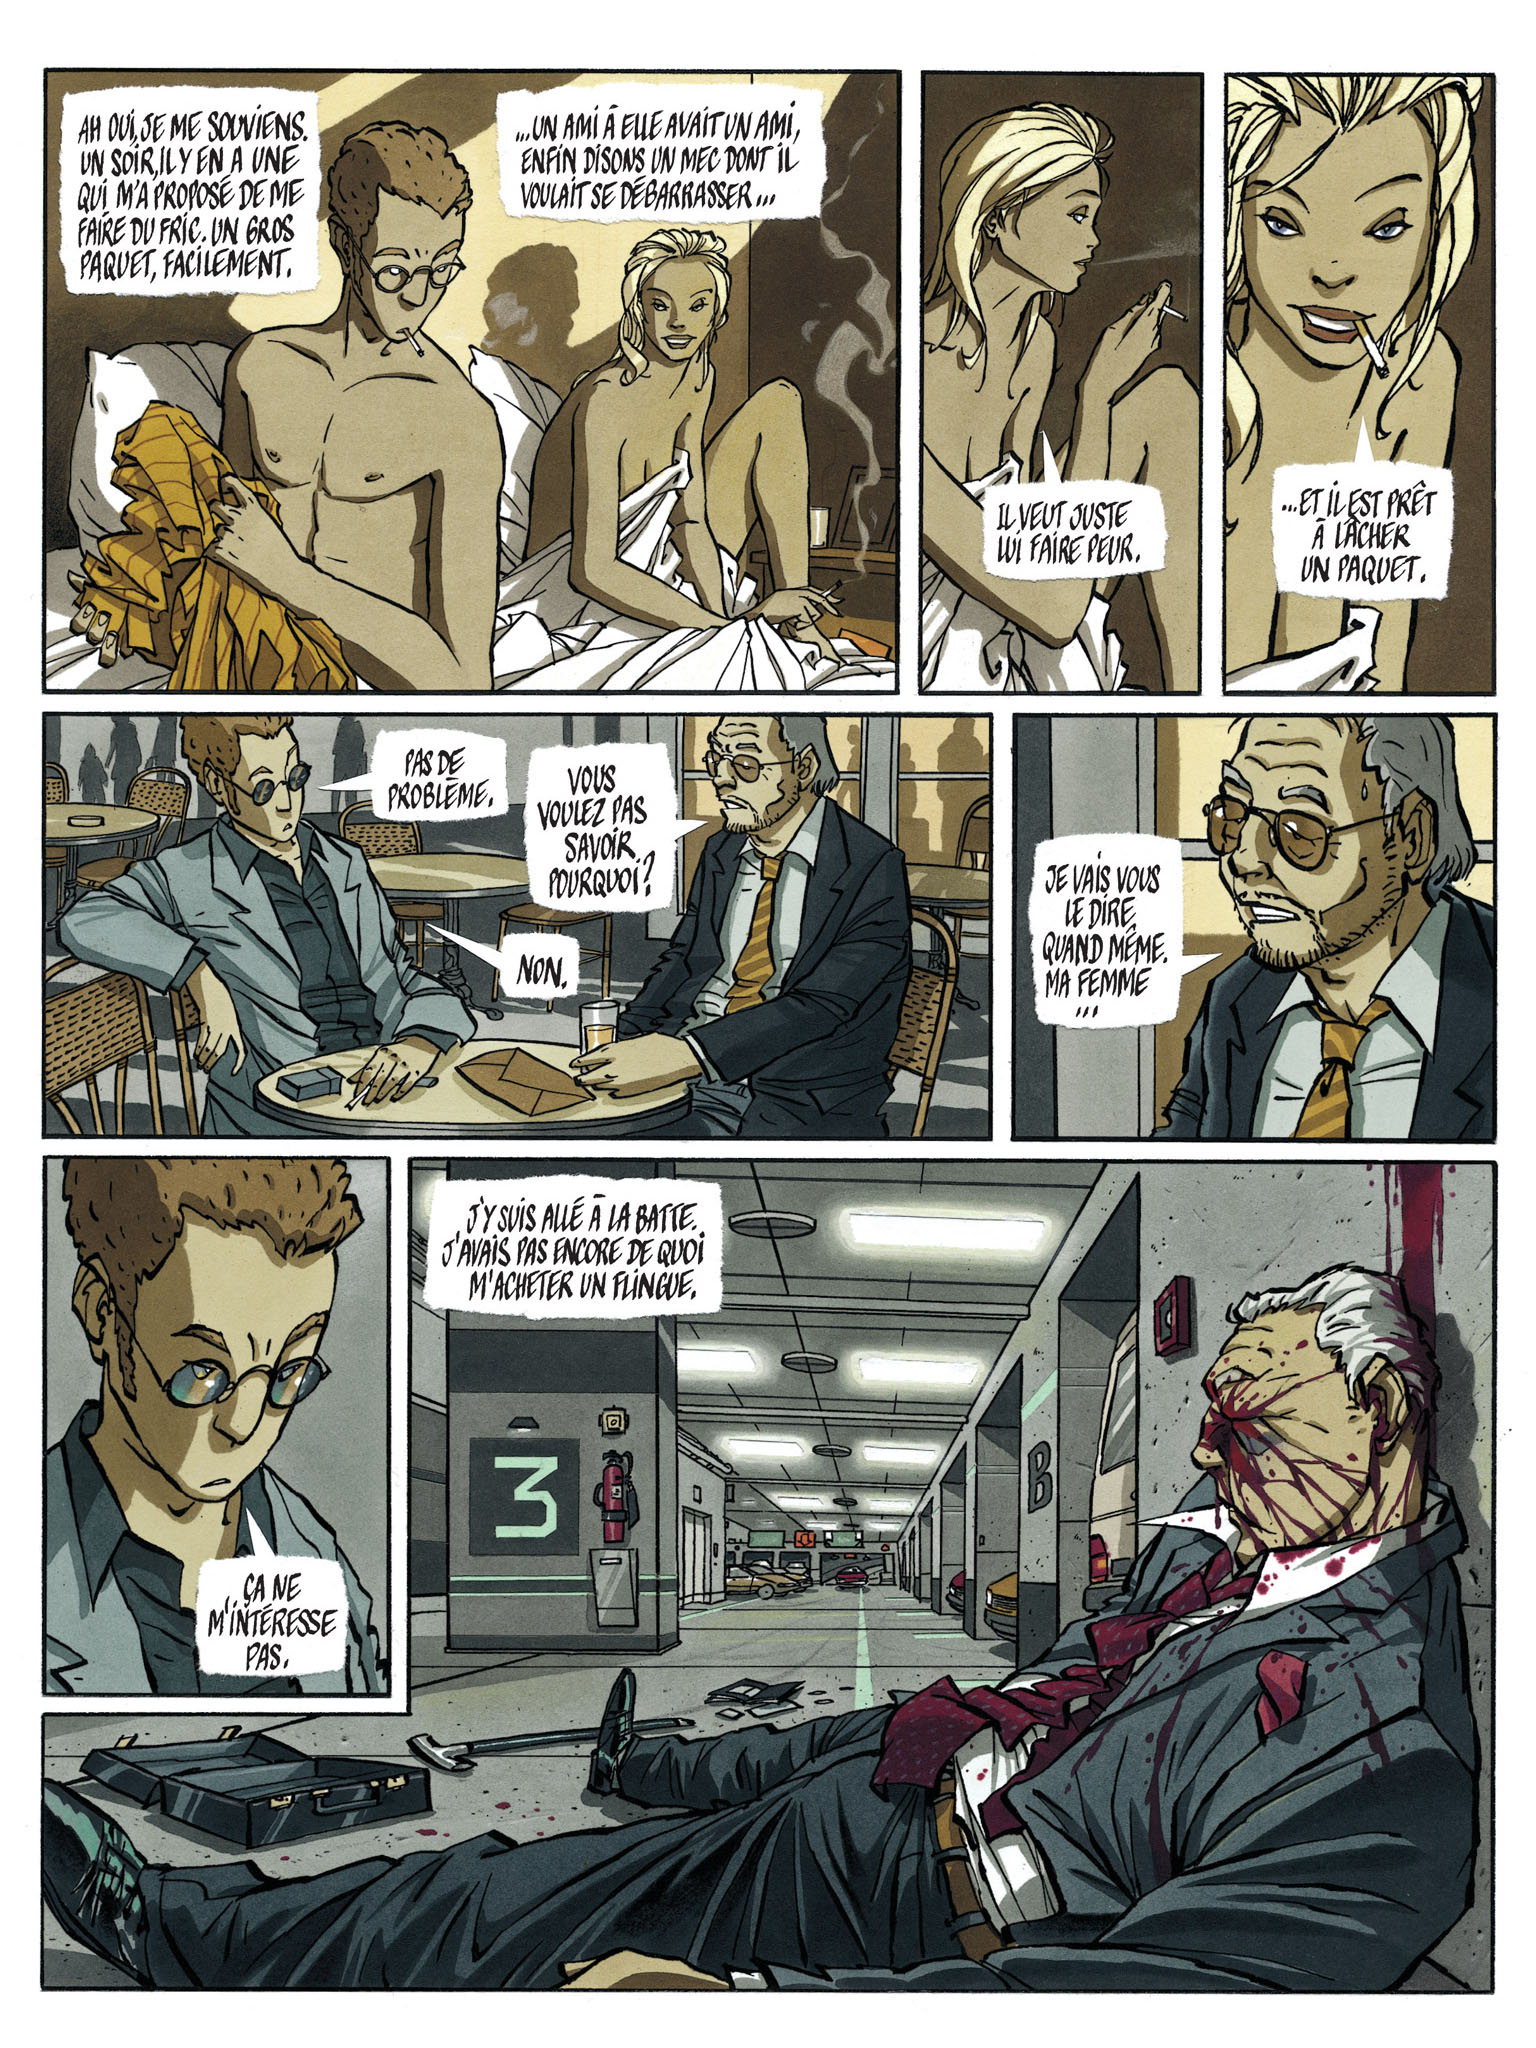 AH OUI, JE ME SOUVIENS.
UN SOIR, IL Y EN A UNE
QUI M'A PROPOSÉ DE ME
FAIRE DU FRIC. UN GROS
PAQUET, FACILEMENT.
...UN AMI À ELLE AVAIT UN AMI,
ENFIN DISONS UN MEC DONT IL
VOULAIT SE DÉBARRASSER...
IL VEUT JUSTE
LUI FAIRE PEUR.
...ET IL EST PRÊT
À LÂCHER
UN PAQUET.
PAS DE
PROBLÈME.
VOUS
VOULEZ PAS
SAVOIR
POURQUOI?
NON.
JE VAIS VOUS
LE DIRE
QUAND MÊME.
MA FEMME
...
ÇA NE
M'INTÉRESSE
PAS.
J'Y SUIS ALLÉ À LA BATTE.
J'AVAIS PAS ENCORE DE QUOI
M'ACHETER UN FLINGUE.
3
B